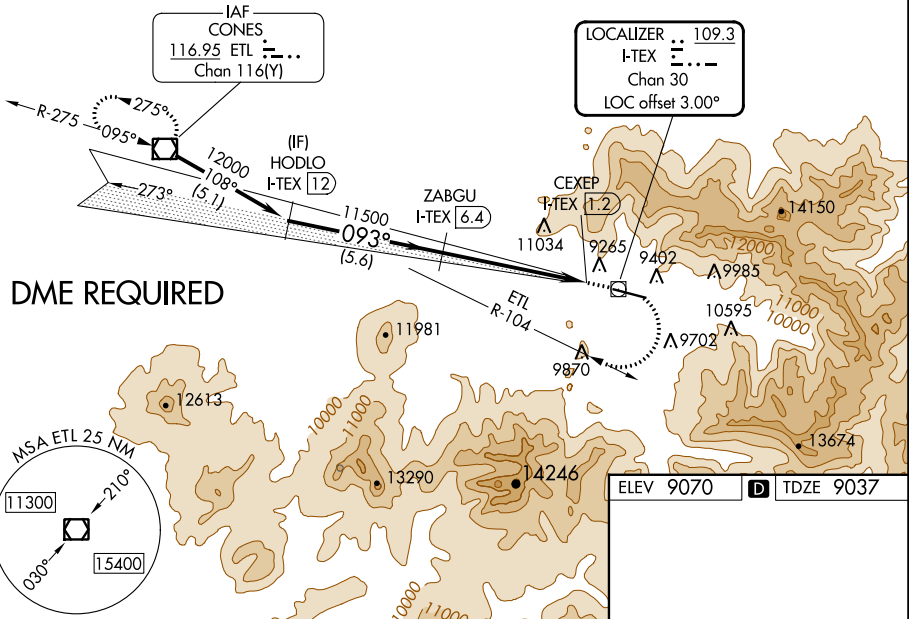 IAF
CONES
116.95 ETL
Chan 116(Y)
LOCALIZER 109.3
I-TEX
Chan 30
LOC offset 3.00°
R-275
095°
275°
12000
108°
(5.1)
273°
(IF)
HODLO
I-TEX 12
11500
093°
(5.6)
ZABGU
I-TEX 6.4
CEXEP
I-TEX 1.2
11034
9265
9402
9985
14150
12000
11000
10000
10595
9702
9870
ETL
R-104
DME REQUIRED
11981
12613
10000
11000
13290
14246
13674
MSA ETL 25 NM
11300
210°
030°
15400
10000
11000
ELEV 9070 D TDZE 9037